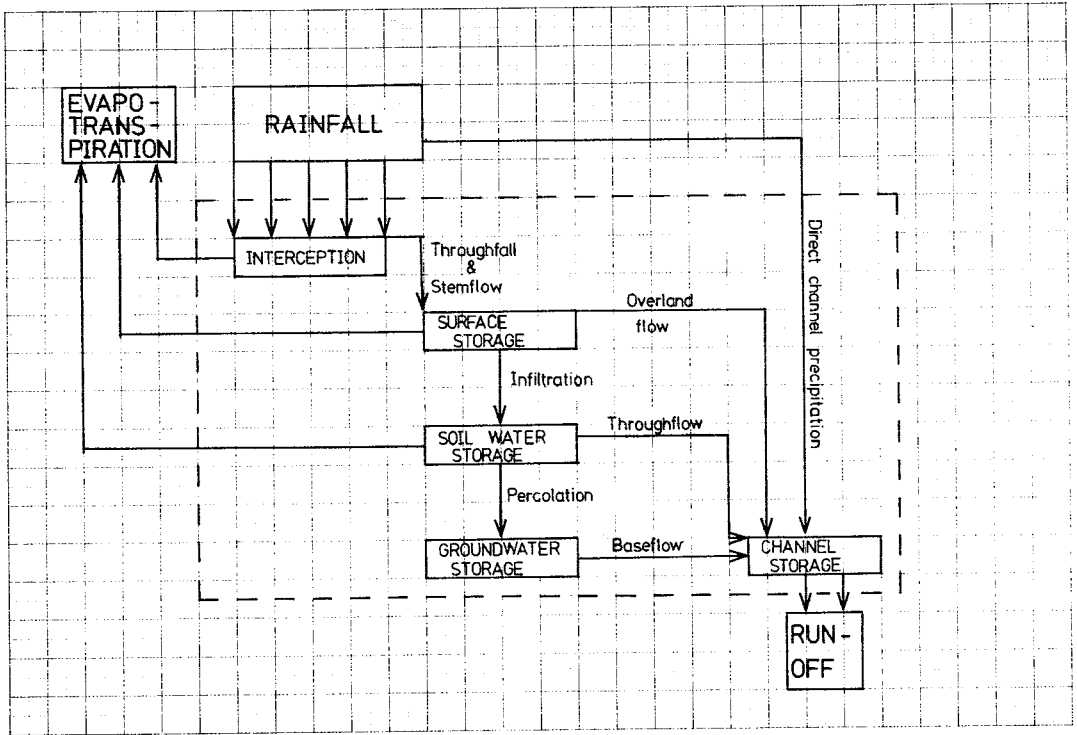 EVAPO-
TRANS-
PIRATION
RAINFALL
INTERCEPTION
Throughfall
&
Stemflow
SURFACE
STORAGE
Overland
flow
Direct channel precipitation
Infiltration
SOIL WATER
STORAGE
Throughflow
Percolation
GROUNDWATER
STORAGE
Baseflow
CHANNEL
STORAGE
RUN-
OFF